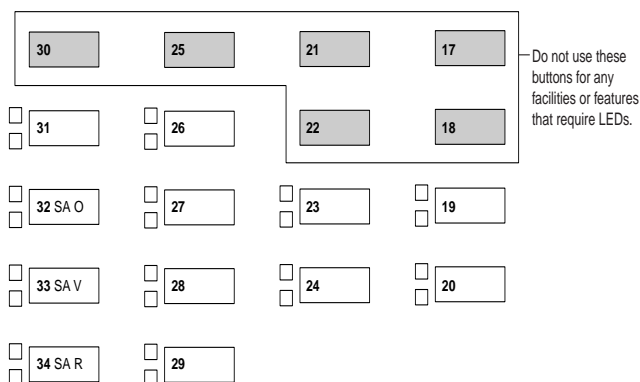 30 25 21 17
Do not use these
buttons for any
facilities or features
that require LEDs.
31 26 22 18
32 SA O 27 23 19
33 SA V 28 24 20
34 SA R 29